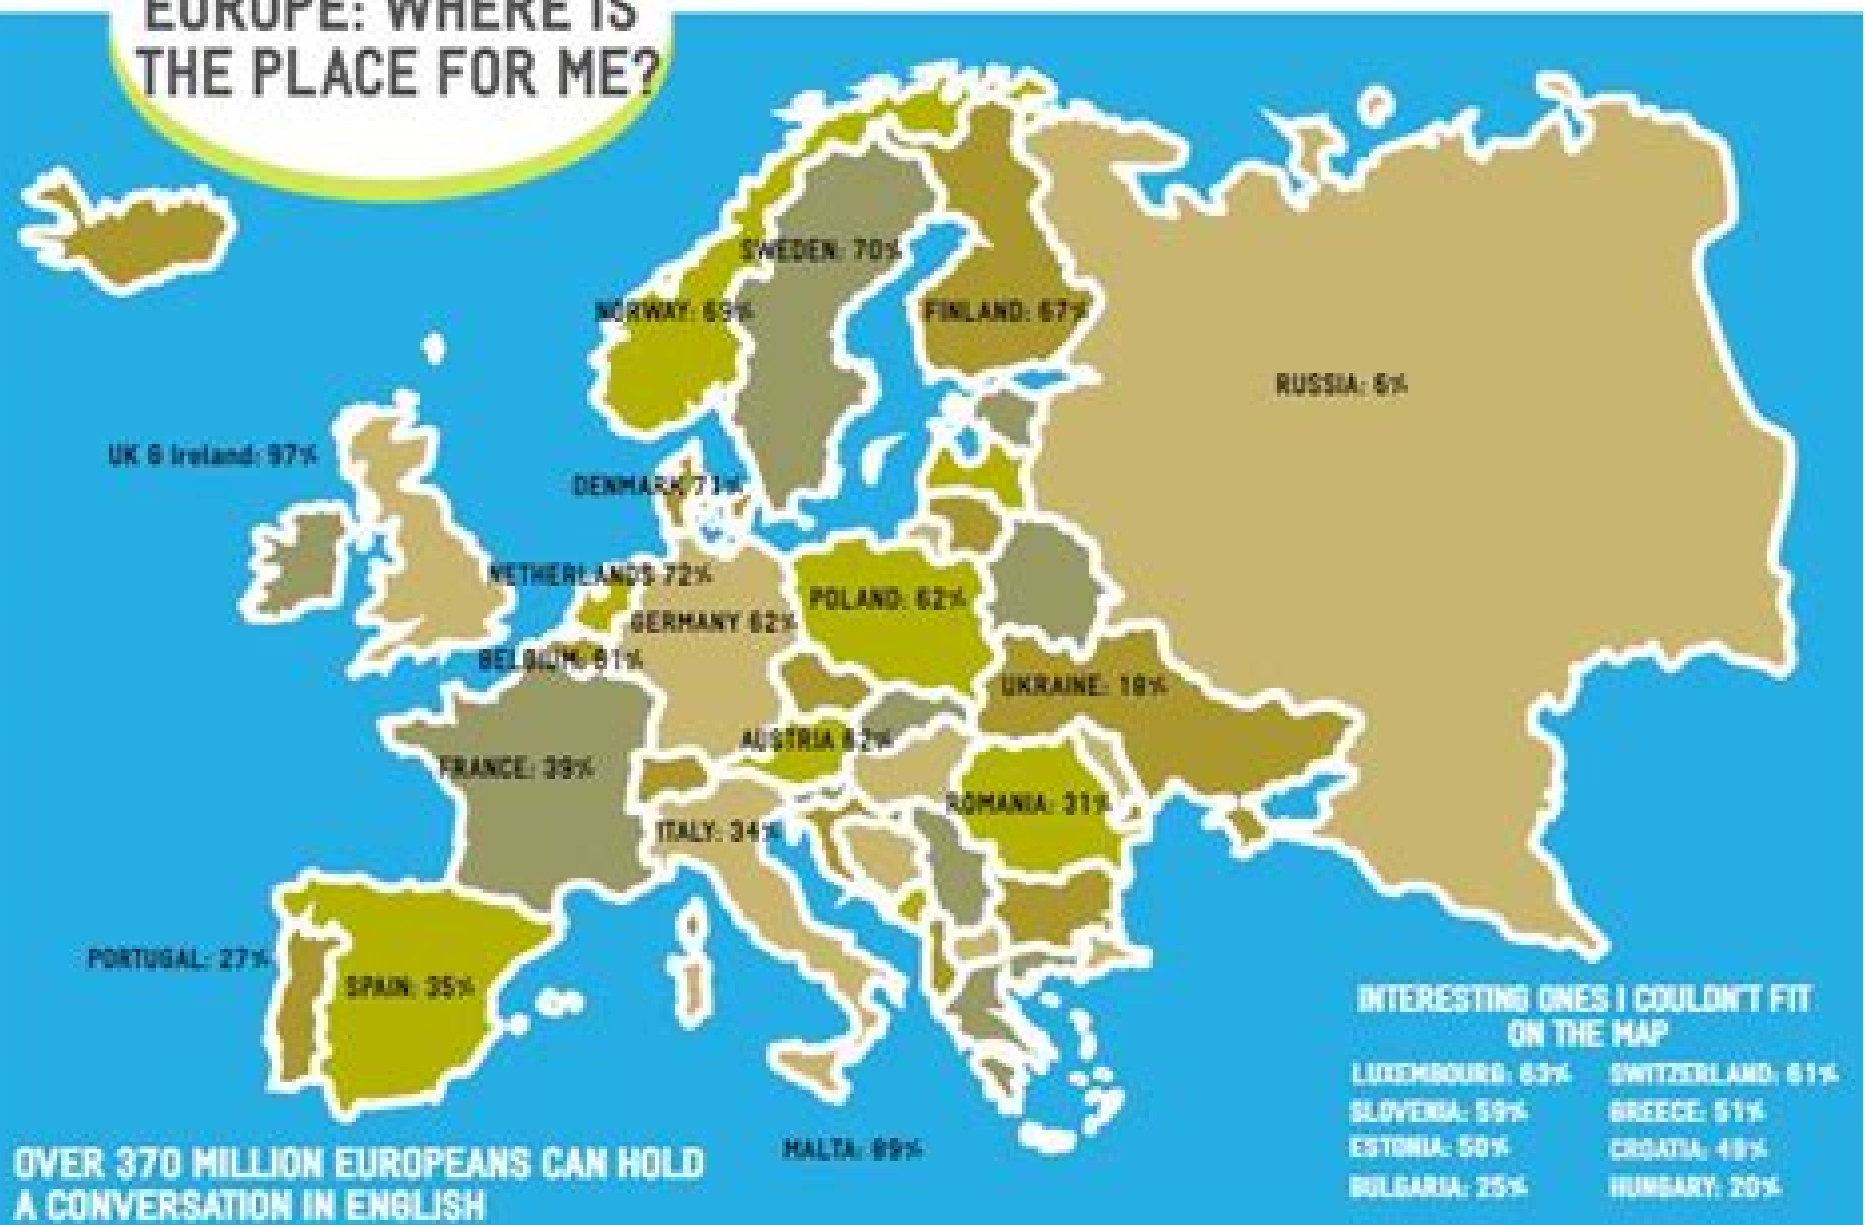 EUROPE: WHERE IS
THE PLACE FOR ME?
SWEDEN: 70%
NORWAY: 69%
FINLAND: 67%
RUSSIA: 6%
UK & Ireland: 97%
DENMARK 71%
NETHERLANDS 72%
POLAND: 62%
GERMANY 62%
BELGIUM:
UKRAINE: 18%
AUSTRIA 62%
FRANCE: 39%
ROMANIA: 31%
ITALY: 34%
PORTUGAL: 27%
SPAIN: 35%
MALTA: 89%
INTERESTING ONES I COULDN'T FIT
ON THE MAP
LUXEMBOURG: 63% SWITZERLAND: 61%
SLOVENIA: 59% GREECE: 51%
ESTONIA: 50% CROATIA: 49%
BULGARIA: 25% HUNGARY: 20%
OVER 370 MILLION EUROPEANS CAN HOLD
A CONVERSATION IN ENGLISH